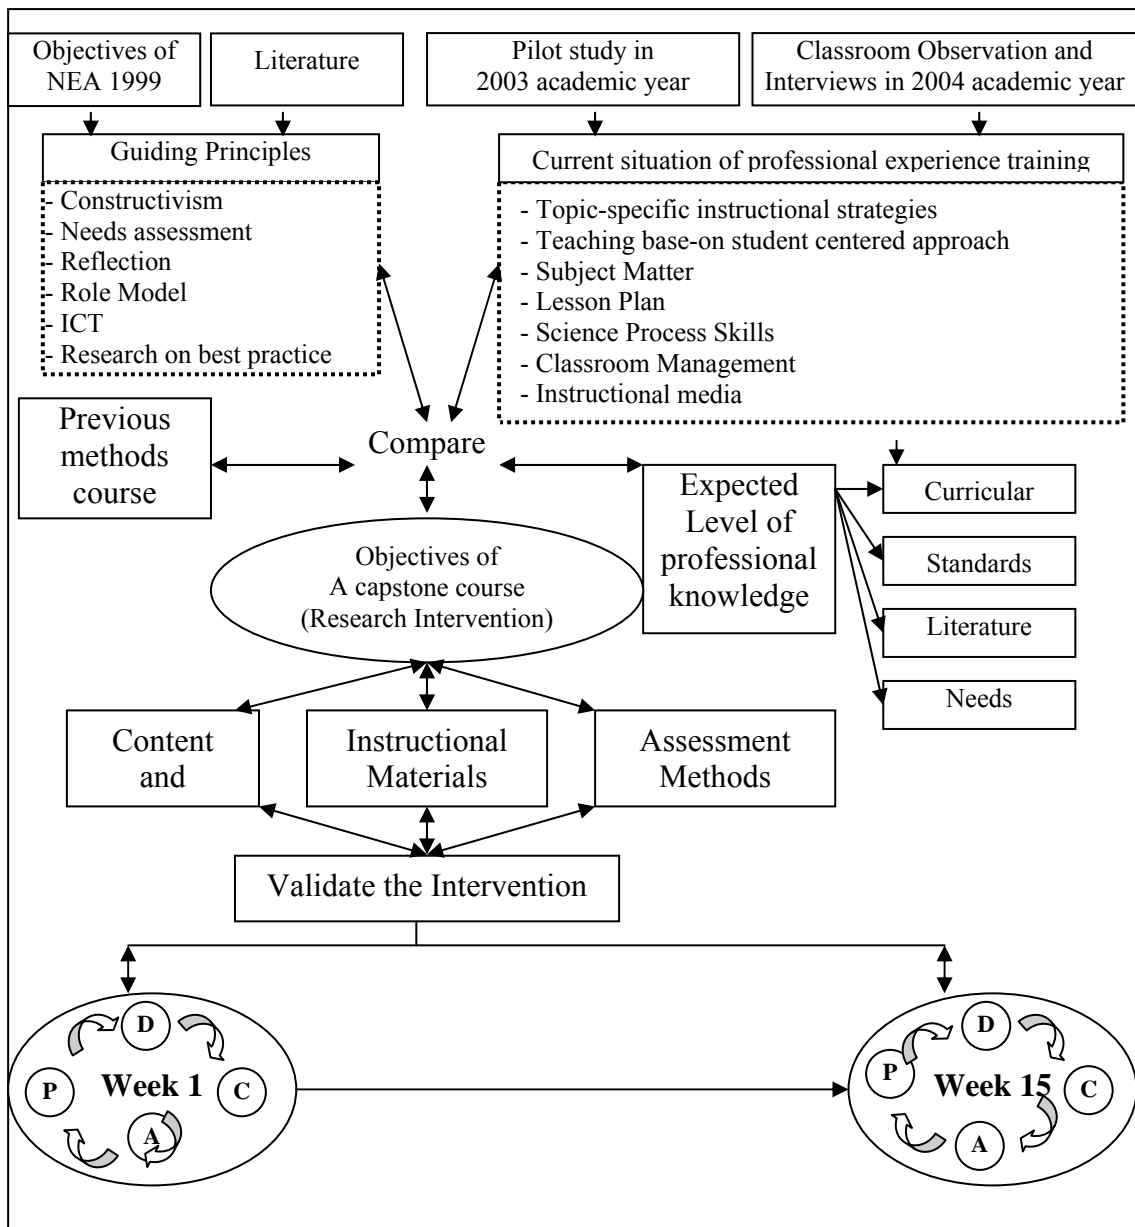 Objectives of
NEA 1999
Literature
Pilot study in
2003 academic year
Classroom Observation and
Interviews in 2004 academic year
Guiding Principles
- Constructivism
- Needs assessment
- Reflection
- Role Model
- ICT
- Research on best practice
Current situation of professional experience training
- Topic-specific instructional strategies
- Teaching base-on student centered approach
- Subject Matter
- Lesson Plan
- Science Process Skills
- Classroom Management
- Instructional media
Previous
methods
course
Compare
Expected
Level of
professional
knowledge
Curricular
Standards
Literature
Needs
Objectives of
A capstone course
(Research Intervention)
Content
and
Instructional
Materials
Assessment
Methods
Validate the Intervention
D
P
Week 1
C
A
D
P
Week 15
C
A